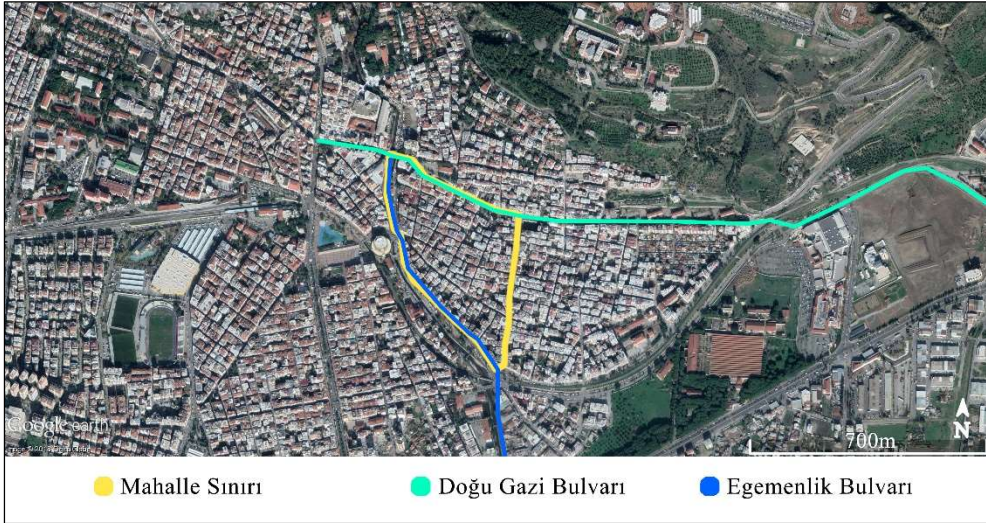 Google earth
700m
N
Mahalle Sınırı
Doğu Gazi Bulvarı
Egemenlik Bulvarı